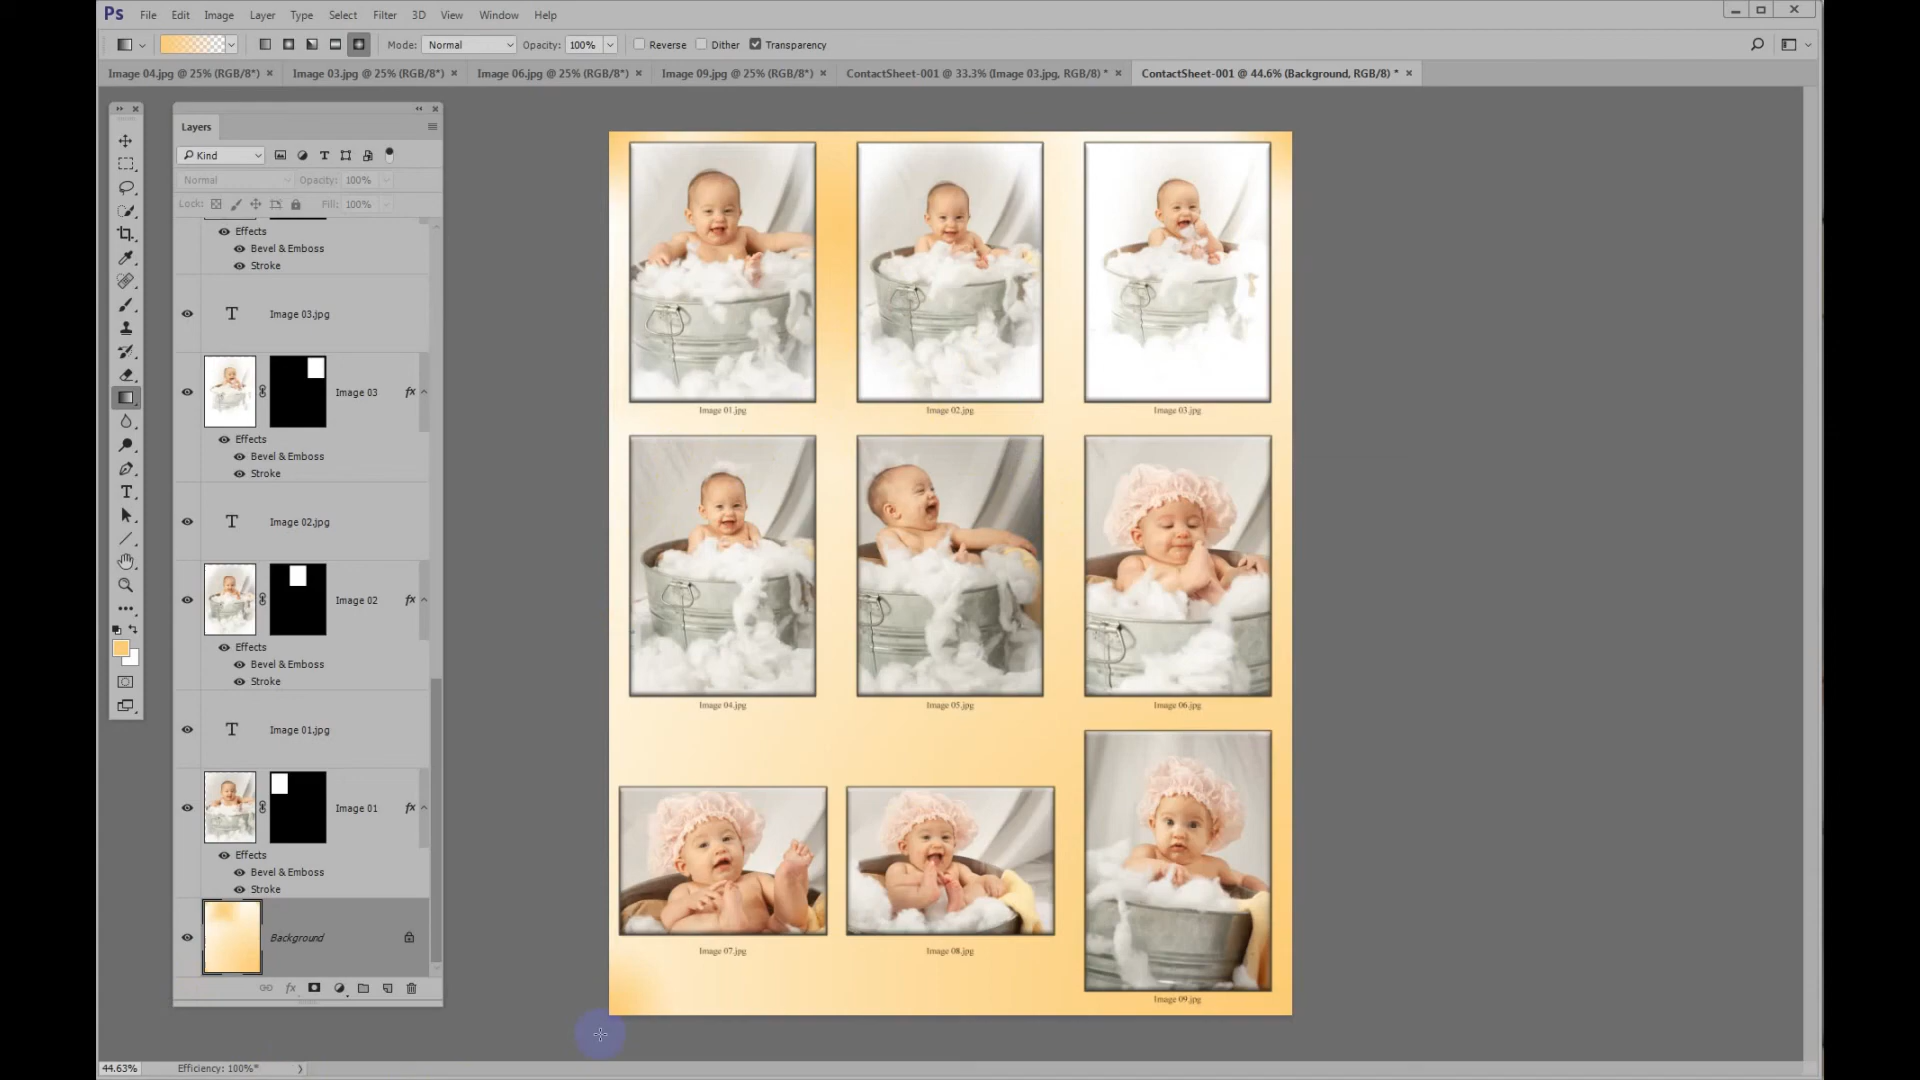 Ps File Edit Image Layer Type Select Filter 3D View Window Help
Mode: Normal Opacity: 100% Reverse Dither Transparency
Image 04.jpg @ 25% (RGB/8*) × Image 03.jpg @ 25% (RGB/8*) × Image 06.jpg @ 25% (RGB/8*) × Image 09.jpg @ 25% (RGB/8*) × ContactSheet-001 @ 33.3% (Image 03.jpg, RGB/8) * × ContactSheet-001 @ 44.6% (Background, RGB/8) * ×
Layers
Kind
Normal Opacity: 100%
Lock: Fill: 100%
Effects
Bevel & Emboss
Stroke
T Image 03.jpg
Image 03 fx
Effects
Bevel & Emboss
Stroke
T Image 02.jpg
Image 02 fx
Effects
Bevel & Emboss
Stroke
T Image 01.jpg
Image 01 fx
Effects
Bevel & Emboss
Stroke
Background
fx
Image 01.jpg Image 02.jpg Image 03.jpg
Image 04.jpg Image 05.jpg Image 06.jpg
Image 07.jpg Image 08.jpg
Image 09.jpg
44.63% Efficiency: 100%*